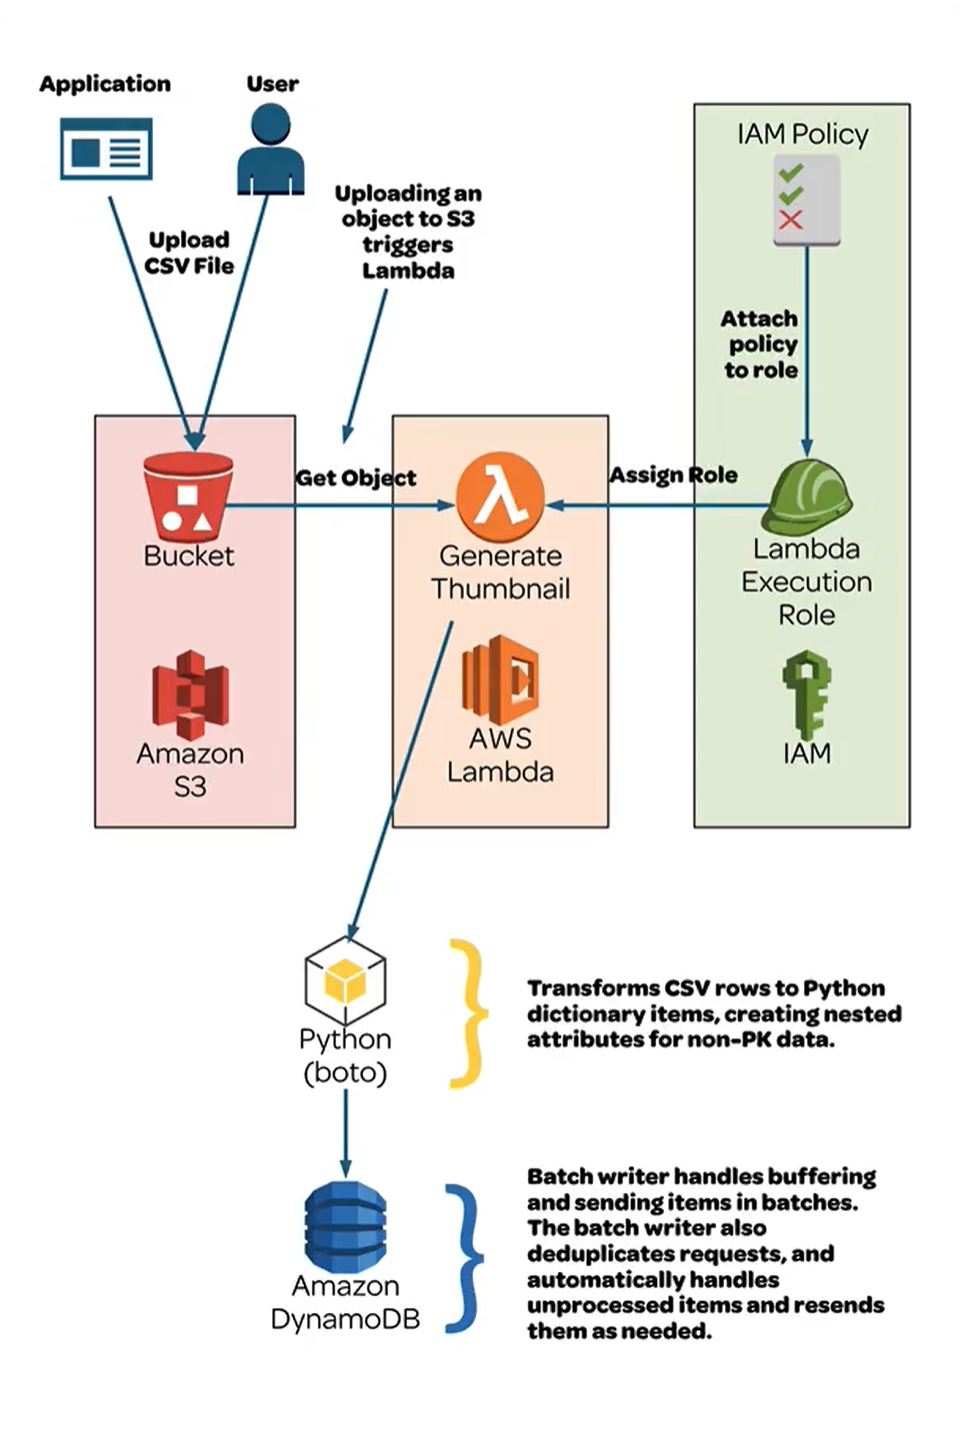 Application
User
IAM Policy
Uploading an
object to S3
triggers
Lambda
Upload
CSV File
Attach
policy
to role
Get Object
Assign Role
Bucket
Generate
Thumbnail
Lambda
Execution
Role
Amazon
S3
AWS
Lambda
IAM
Python
(boto)
Transforms CSV rows to Python
dictionary items, creating nested
attributes for non-PK data.
Amazon
DynamoDB
Batch writer handles buffering
and sending items in batches.
The batch writer also
deduplicates requests, and
automatically handles
unprocessed items and resends
them as needed.